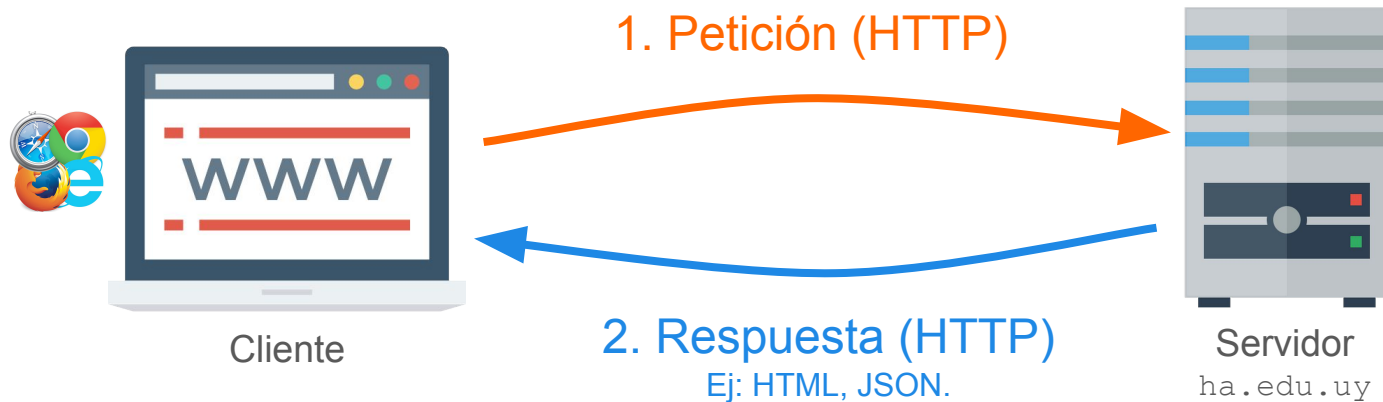 1. Petición (HTTP)
WWW
Cliente
2. Respuesta (HTTP)
Ej: HTML, JSON.
Servidor
ha.edu.uy